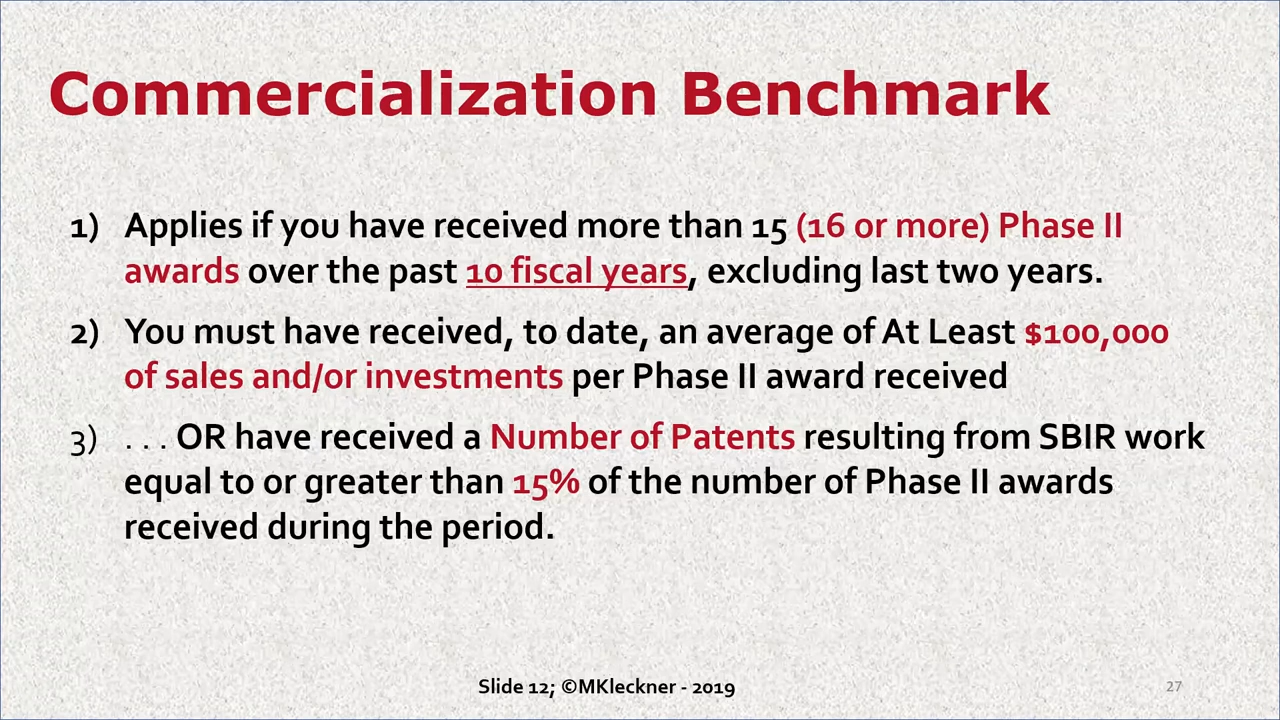 Commercialization Benchmark
1) Applies if you have received more than 15 (16 or more) Phase II
awards over the past 10 fiscal years, excluding last two years.
2) You must have received, to date, an average of At Least $100,000
of sales and/or investments per Phase II award received
3) . . . OR have received a Number of Patents resulting from SBIR work
equal to or greater than 15% of the number of Phase II awards
received during the period.
Slide 12; ©MKleckner - 2019
27